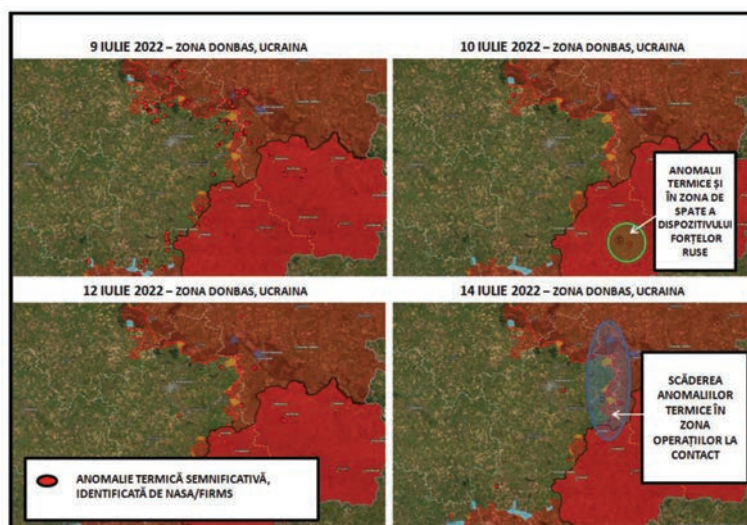 9 IULIE 2022 – ZONA DONBAS, UCRAINA
10 IULIE 2022 – ZONA DONBAS, UCRAINA
ANOMALII
TERMICE ȘI
ÎN ZONA DE
SPATE A
DISPOZITIVULUI
FORȚELOR
RUSE
12 IULIE 2022 – ZONA DONBAS, UCRAINA
14 IULIE 2022 – ZONA DONBAS, UCRAINA
SCĂDEREA
ANOMALIILOR
TERMICE ÎN
ZONA
OPERAȚIILOR LA
CONTACT
ANOMALIE TERMICĂ SEMNIFICATIVĂ,
IDENTIFICATĂ DE NASA/FIRMS